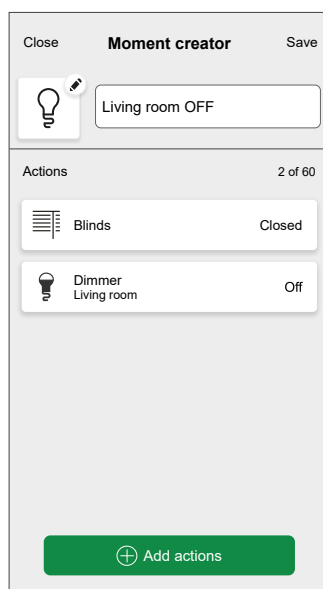 Close Moment creator Save
Living room OFF
Actions 2 of 60
Blinds Closed
Dimmer
Living room
Off
Add actions